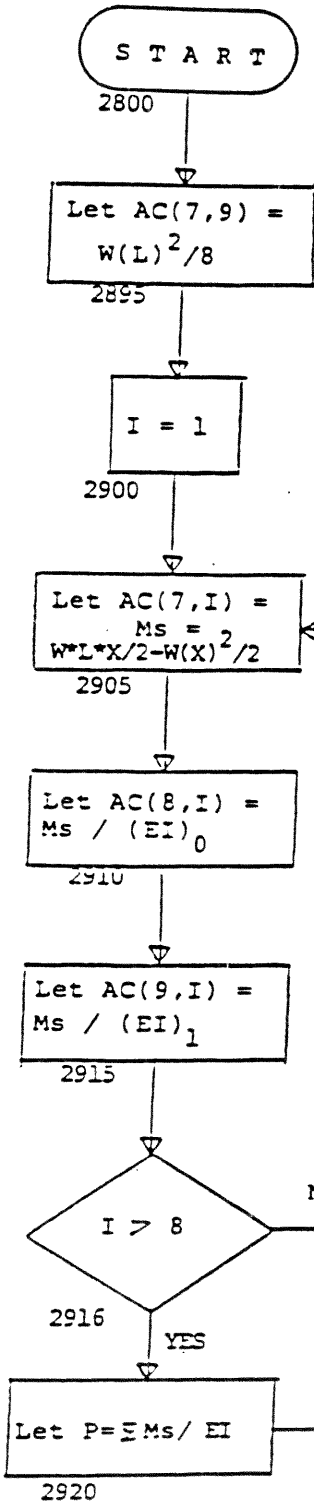 S T A R T
2800
Let AC(7,9) =
W(L)²/8
2895
I = 1
2900
Let AC(7,I) =
Ms =
W*L*X/2-W(X)²/2
2905
Let AC(8,I) =
Ms / (EI)₀
2910
Let AC(9,I) =
Ms / (EI)₁
2915
I > 8
2916
YES
Let P=ΣMs/ EI
2920